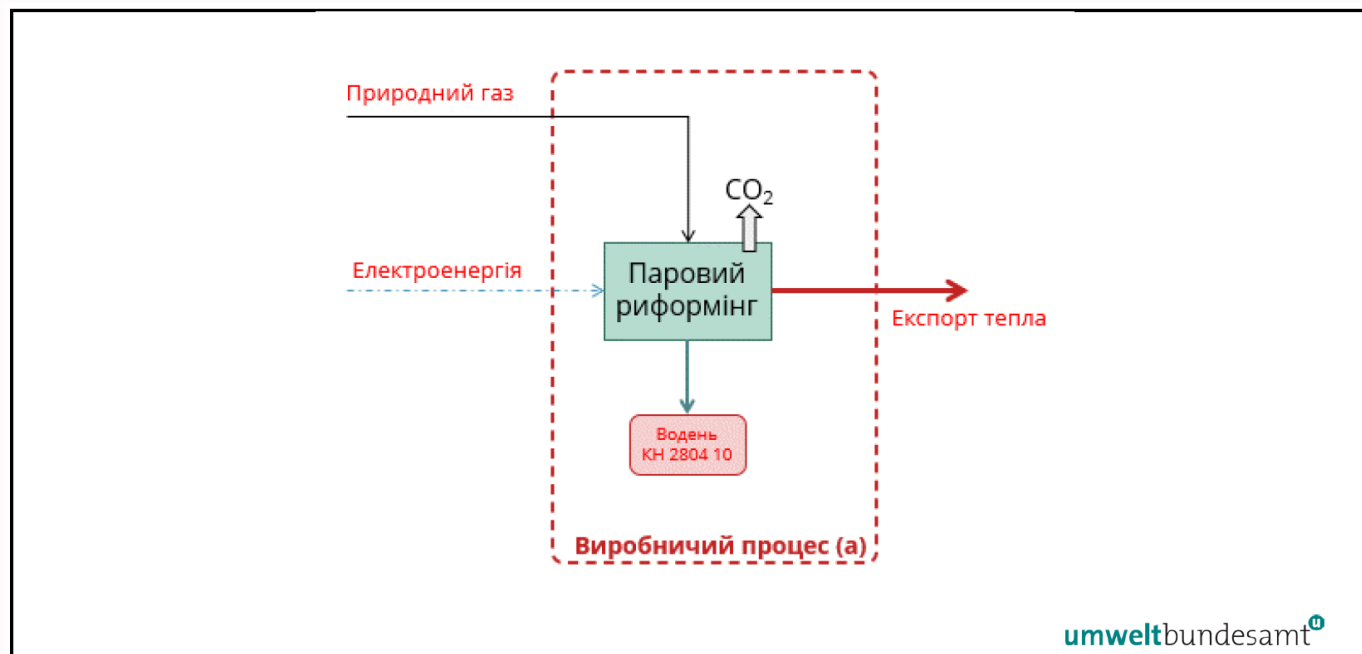 Природний газ
CO₂
Електроенергія
Паровий
риформінг
Експорт тепла
Водень
КН 2804 10
Виробничий процес (а)
umweltbundesamt
u